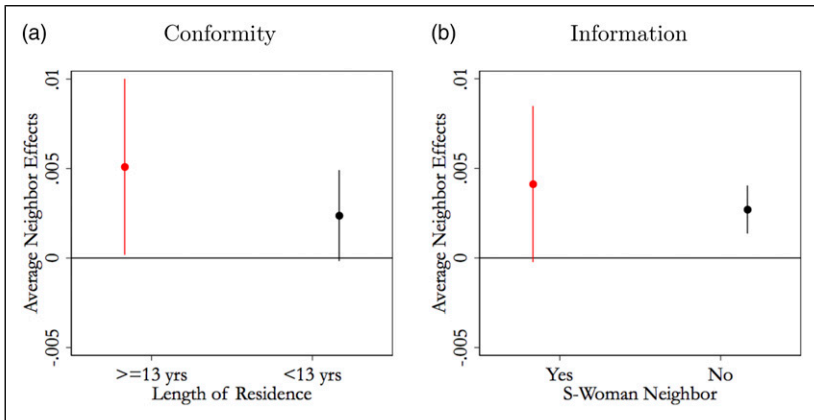 (a) Conformity
Average Neighbor Effects
.01
.005
0
-.005
>=13 yrs <13 yrs
Length of Residence
(b) Information
Average Neighbor Effects
.01
.005
0
-.005
Yes No
S-Woman Neighbor